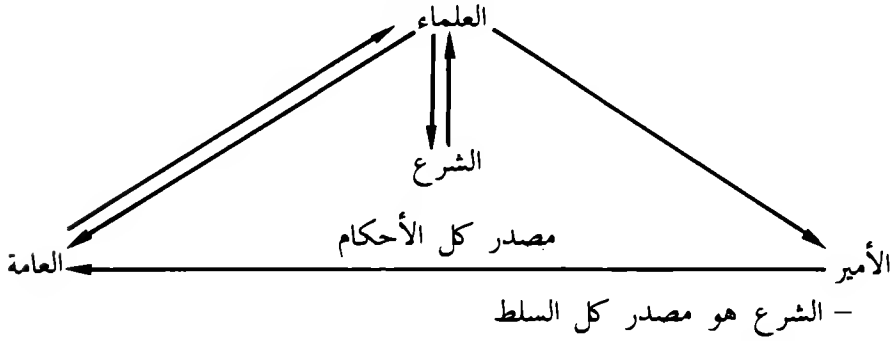 العلماء
الشرع
مصدر كل الأحكام
الأمير
العامة
– الشرع هو مصدر كل السلط